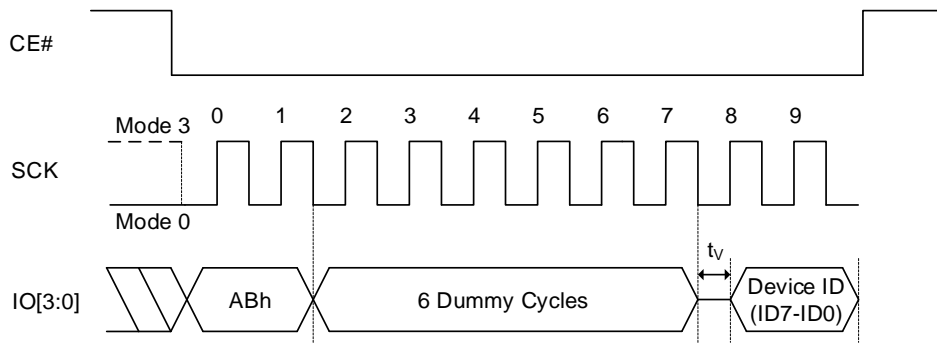 CE#
0 1 2 3 4 5 6 7 8 9
Mode 3
SCK
Mode 0
tV
IO[3:0]
ABh
6 Dummy Cycles
Device ID
(ID7-ID0)